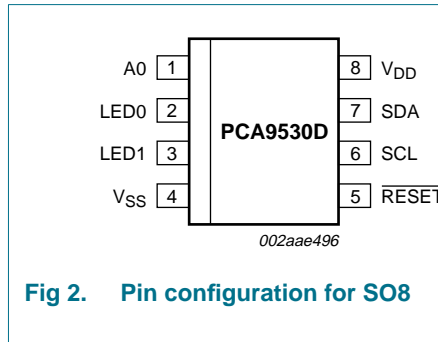 A0 1 8 VDD
LED0 2 PCA9530D 7 SDA
LED1 3 6 SCL
VSS 4 5 RESET
002aae496
Fig 2. Pin configuration for SO8